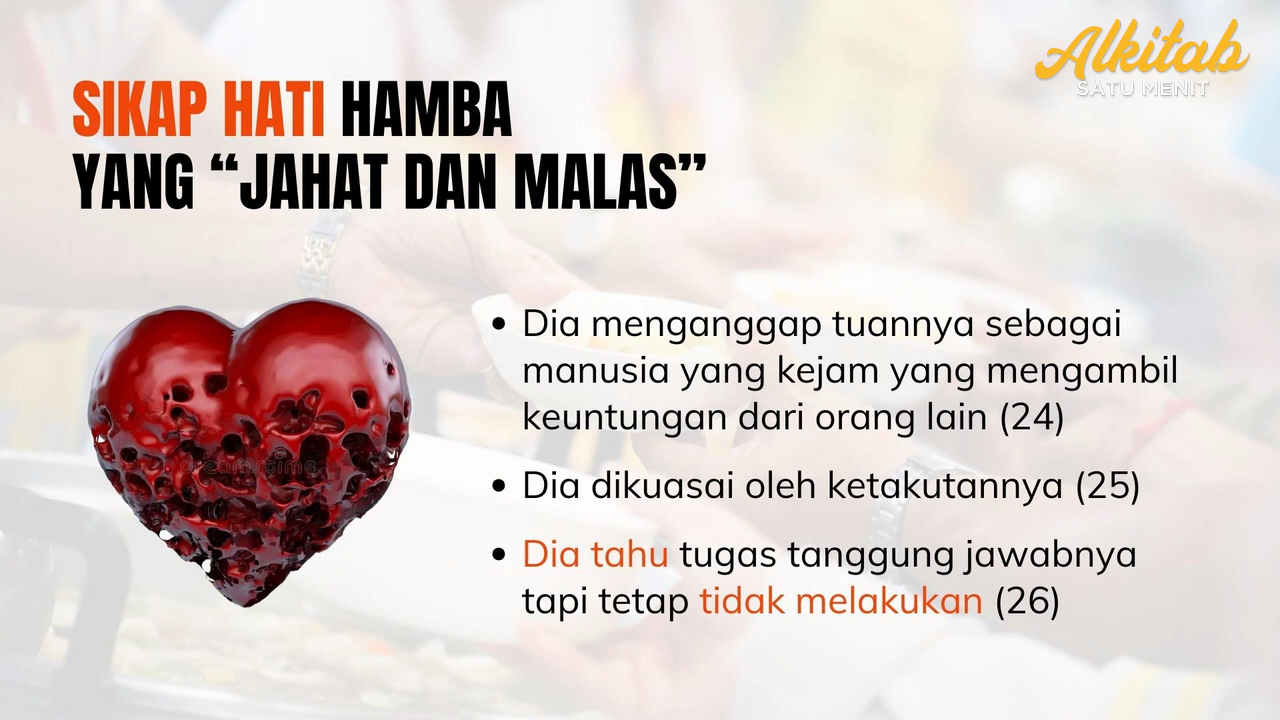 Alkitab
SATU MENIT
SIKAP HATI HAMBA
YANG “JAHAT DAN MALAS”
• Dia menganggap tuannya sebagai
manusia yang kejam yang mengambil
keuntungan dari orang lain (24)
• Dia dikuasai oleh ketakutannya (25)
• Dia tahu tugas tanggung jawabnya
tapi tetap tidak melakukan (26)
dreamstime